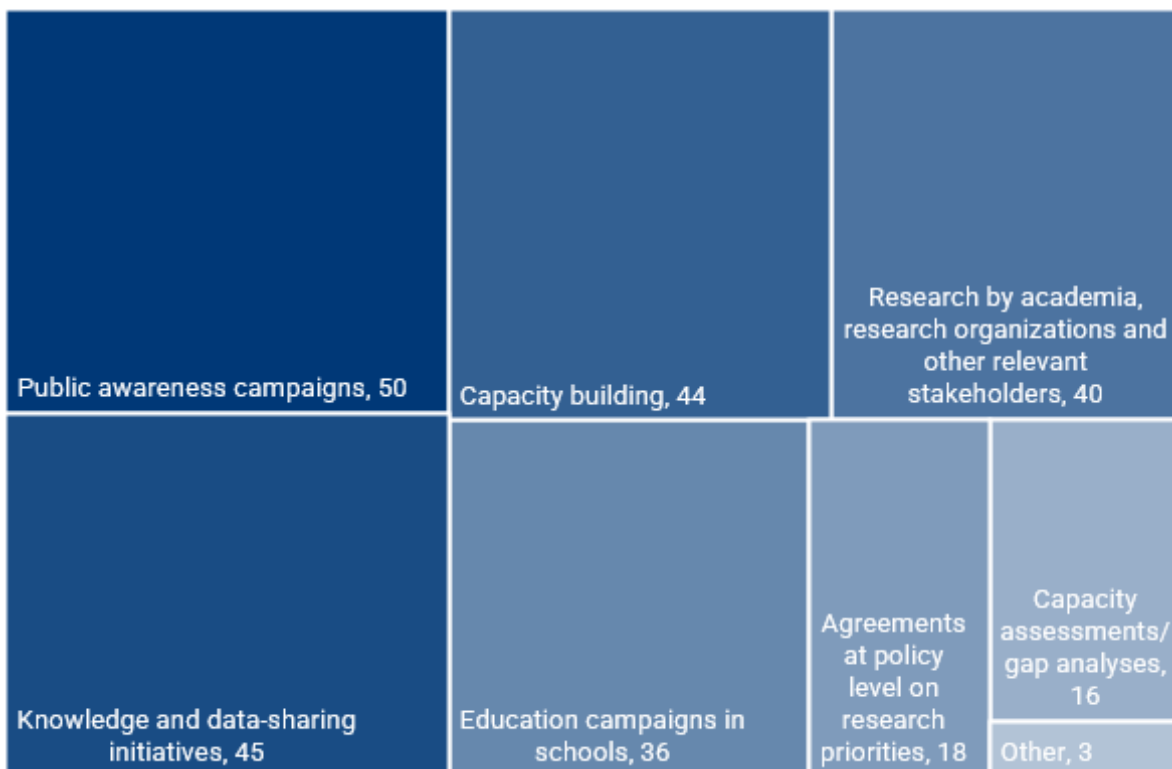 Public awareness campaigns, 50
Capacity building, 44
Research by academia,
research organizations and
other relevant
stakeholders, 40
Knowledge and data-sharing
initiatives, 45
Education campaigns in
schools, 36
Agreements
at policy
level on
research
priorities, 18
Capacity
assessments/
gap analyses,
16
Other, 3